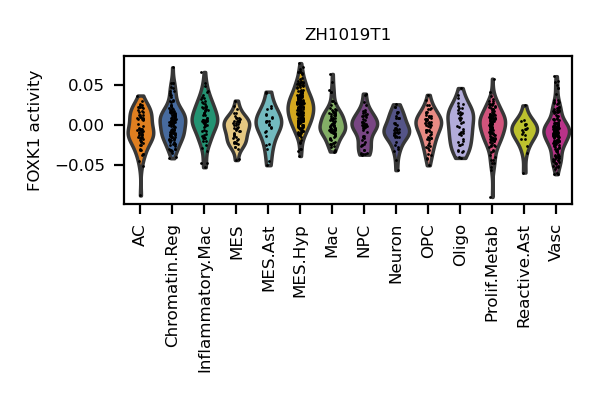 ZH1019T1
FOXK1 activity
0.05
0.00
−0.05
AC
Chromatin.Reg
Inflammatory.Mac
MES
MES.Ast
MES.Hyp
Mac
NPC
Neuron
OPC
Oligo
Prolif.Metab
Reactive.Ast
Vasc